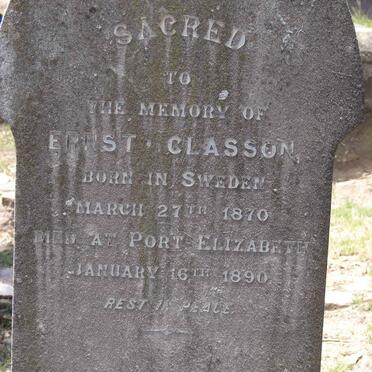 SACRED
TO
THE MEMORY OF
ERNST CLASSON,
BORN IN SWEDEN
MARCH 27TH 1870
DIED AT PORT ELIZABETH
JANUARY 16TH 1890
REST IN PEACE.